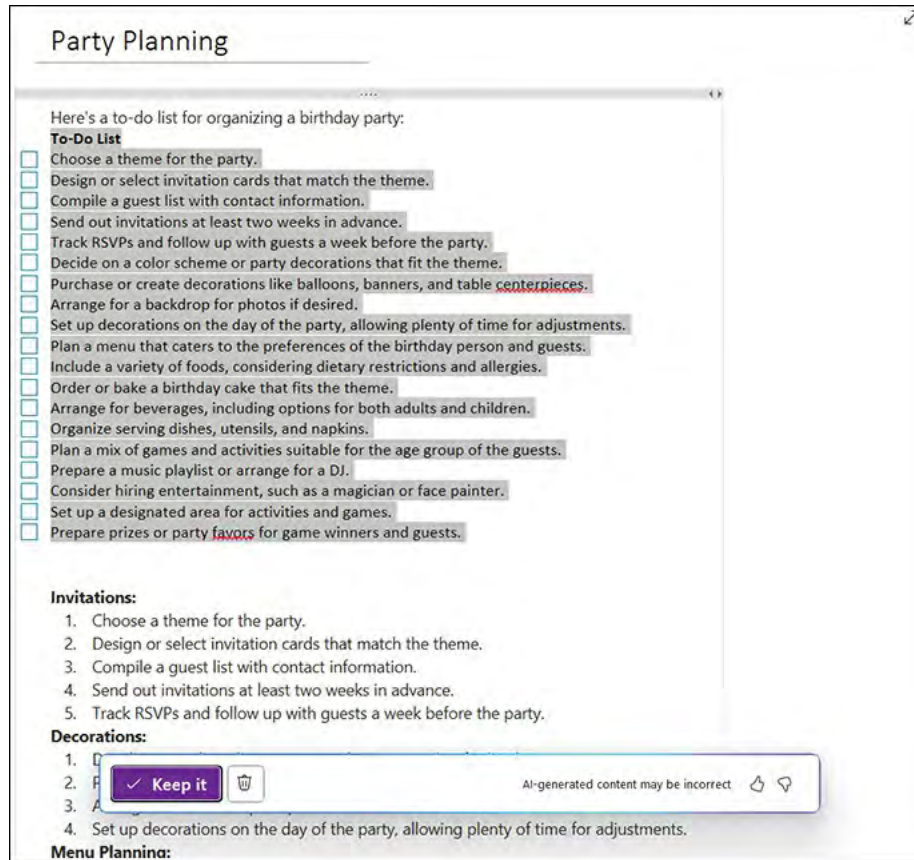 Party Planning
Here's a to-do list for organizing a birthday party:
To-Do List
Choose a theme for the party.
Design or select invitation cards that match the theme.
Compile a guest list with contact information.
Send out invitations at least two weeks in advance.
Track RSVPs and follow up with guests a week before the party.
Decide on a color scheme or party decorations that fit the theme.
Purchase or create decorations like balloons, banners, and table centerpieces.
Arrange for a backdrop for photos if desired.
Set up decorations on the day of the party, allowing plenty of time for adjustments.
Plan a menu that caters to the preferences of the birthday person and guests.
Include a variety of foods, considering dietary restrictions and allergies.
Order or bake a birthday cake that fits the theme.
Arrange for beverages, including options for both adults and children.
Organize serving dishes, utensils, and napkins.
Plan a mix of games and activities suitable for the age group of the guests.
Prepare a music playlist or arrange for a DJ.
Consider hiring entertainment, such as a magician or face painter.
Set up a designated area for activities and games.
Prepare prizes or party favors for game winners and guests.
Invitations:
1. Choose a theme for the party.
2. Design or select invitation cards that match the theme.
3. Compile a guest list with contact information.
4. Send out invitations at least two weeks in advance.
5. Track RSVPs and follow up with guests a week before the party.
Decorations:
1.
2.
3.
Keep it
AI-generated content may be incorrect
4. Set up decorations on the day of the party, allowing plenty of time for adjustments.
Menu Planning: